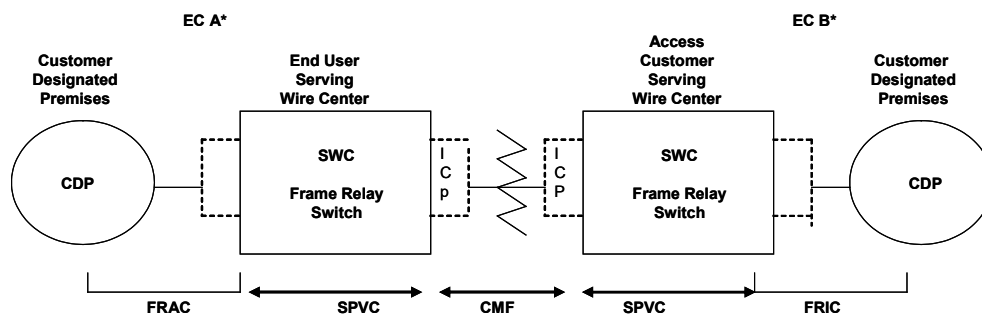 EC A*
EC B*
Customer
Designated
Premises
End User
Serving
Wire Center
Access
Customer
Serving
Wire Center
Customer
Designated
Premises
CDP
SWC
Frame Relay
Switch
I
C
p
I
C
P
SWC
Frame Relay
Switch
CDP
FRAC
SPVC
CMF
SPVC
FRIC